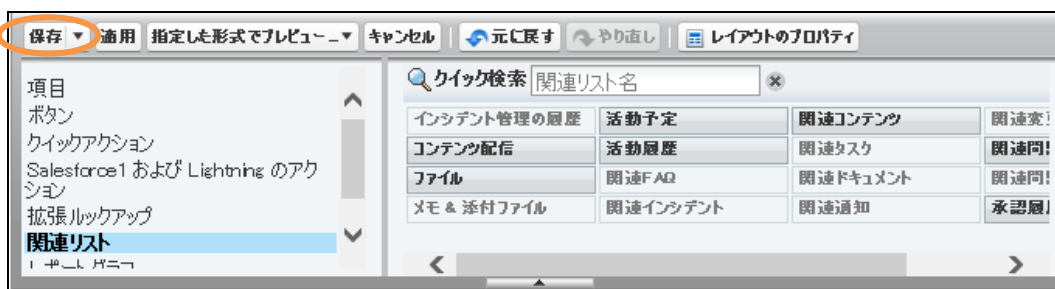 保存 適用 指定した形式でプレビュー... キャンセル 元に戻す やり直し レイアウトのプロパティ
項目
ボタン
クイックアクション
Salesforce1 および Lightning のアク
ション
拡張ルックアップ
関連リスト
クイック検索 関連リスト名
インシデント管理の履歴 活動予定 関連コンテンツ
コンテンツ配信 活動履歴 関連タスク 関連問
ファイル 関連FAQ 関連ドキュメント 関連問
メモ & 添付ファイル 関連インシデント 関連通知 承認履